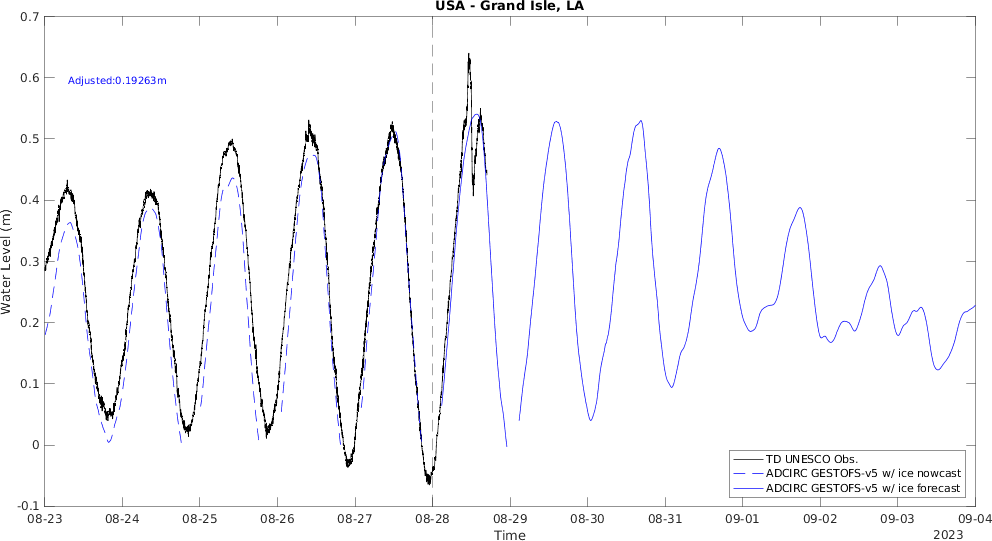 USA - Grand Isle, LA
0.7
0.6
0.5
0.4
0.3
0.2
0.1
0
-0.1
Water Level (m)
Adjusted:0.19263m
TD UNESCO Obs.
ADCIRC GESTOFS-v5 w/ ice nowcast
ADCIRC GESTOFS-v5 w/ ice forecast
08-23 08-24 08-25 08-26 08-27 08-28 08-29 08-30 08-31 09-01 09-02 09-03 09-04
Time
2023